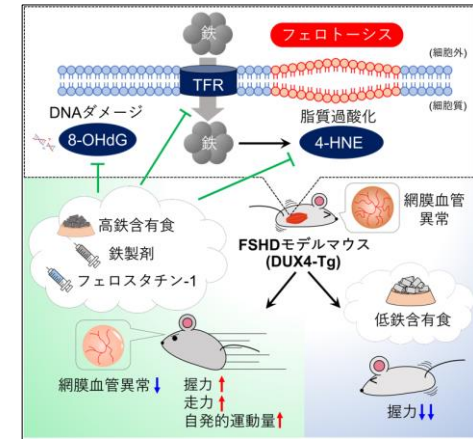 鉄
フェロトーシス
(細胞外)
TFR
(細胞質)
DNAダメージ
8-OHdG
鉄
脂質過酸化
4-HNE
高鉄含有食
鉄製剤
フェロスタチン-1
網膜血管
異常
FSHDモデルマウス
(DUX4-Tg)
低鉄含有食
網膜血管異常↓
握力↑
走力↑
自発的運動量↑
握力↓↓